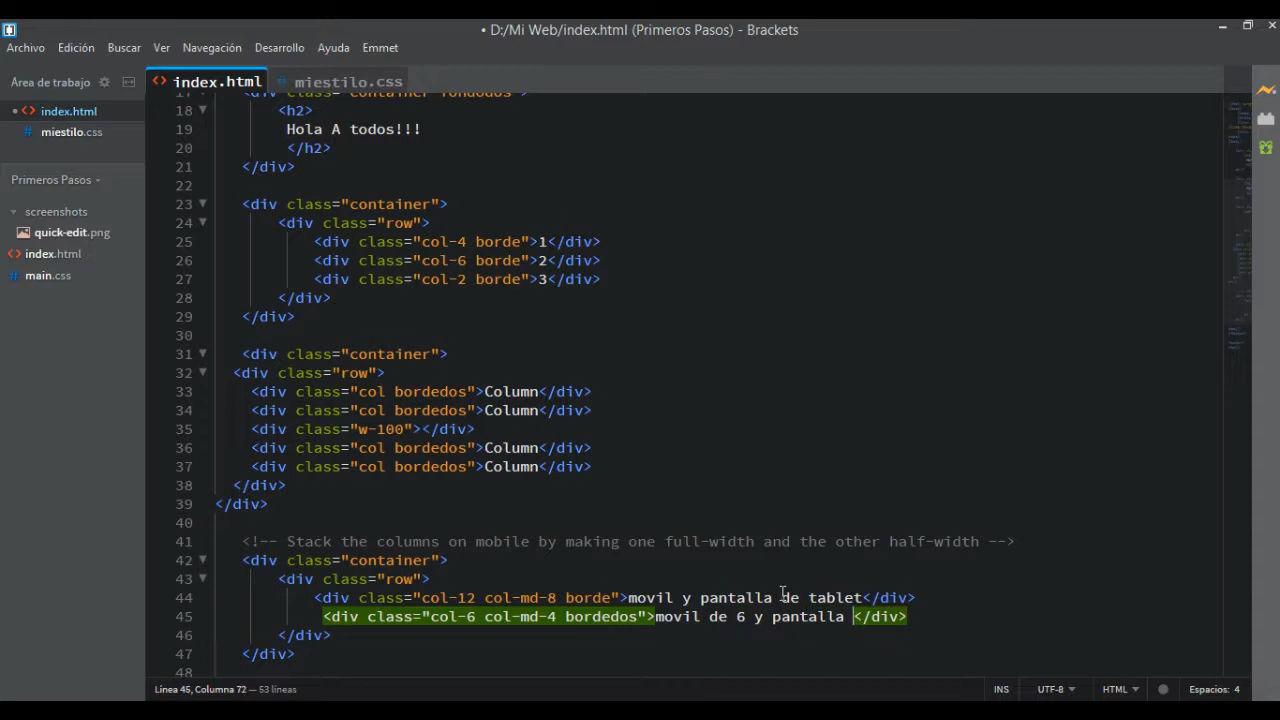 • D:/Mi Web/index.html (Primeros Pasos) - Brackets
Archivo Edición Buscar Ver Navegación Desarrollo Ayuda Emmet
Área de trabajo
index.html
miestilo.css
Primeros Pasos
screenshots
quick-edit.png
index.html
main.css
index.html miestilo.css
17 <div class="container fondodos">
18 <h2>
19 Hola A todos!!!
20 </h2>
21 </div>
22
23 <div class="container">
24 <div class="row">
25 <div class="col-4 borde">1</div>
26 <div class="col-6 borde">2</div>
27 <div class="col-2 borde">3</div>
28 </div>
29 </div>
30
31 <div class="container">
32 <div class="row">
33 <div class="col bordedos">Column</div>
34 <div class="col bordedos">Column</div>
35 <div class="w-100"></div>
36 <div class="col bordedos">Column</div>
37 <div class="col bordedos">Column</div>
38 </div>
39 </div>
40
41 <!-- Stack the columns on mobile by making one full-width and the other half-width -->
42 <div class="container">
43 <div class="row">
44 <div class="col-12 col-md-8 borde">movil y pantalla de tablet</div>
45 <div class="col-6 col-md-4 bordedos">movil de 6 y pantalla </div>
46 </div>
47 </div>
48
Línea 45, Columna 72 — 53 líneas INS UTF-8 HTML Espacios: 4